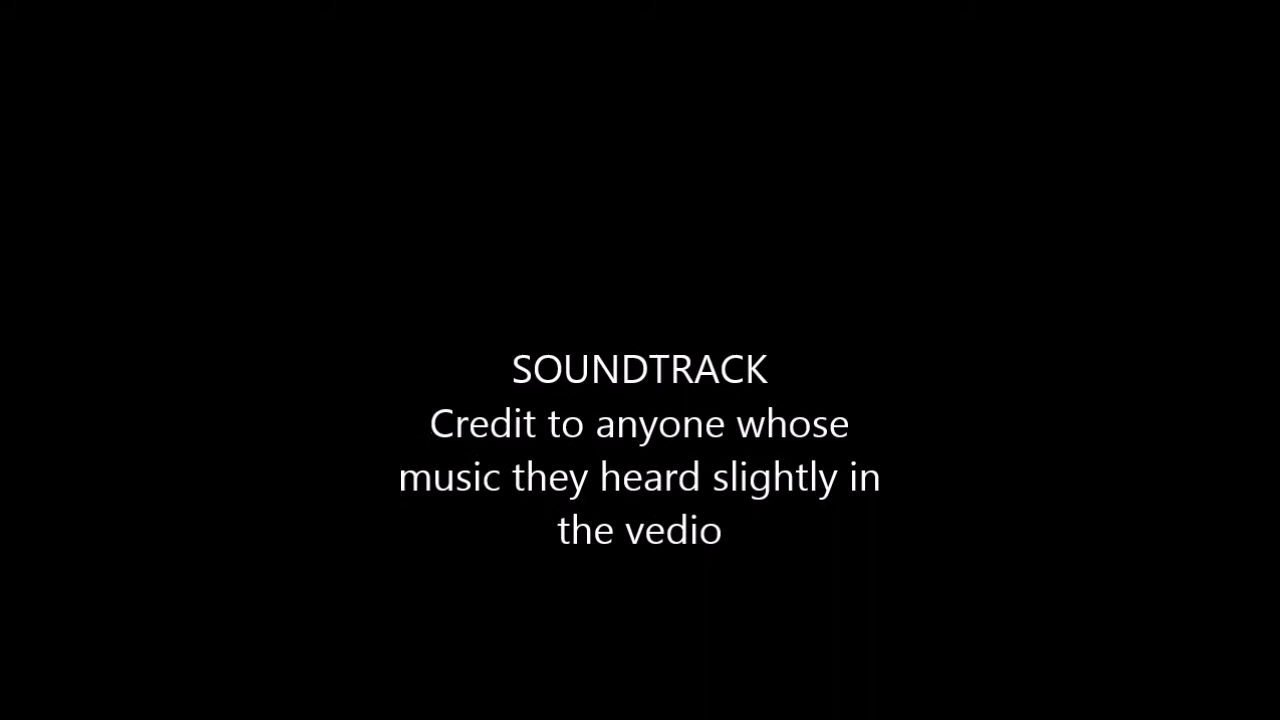 SOUNDTRACK
Credit to anyone whose
music they heard slightly in
the vedio